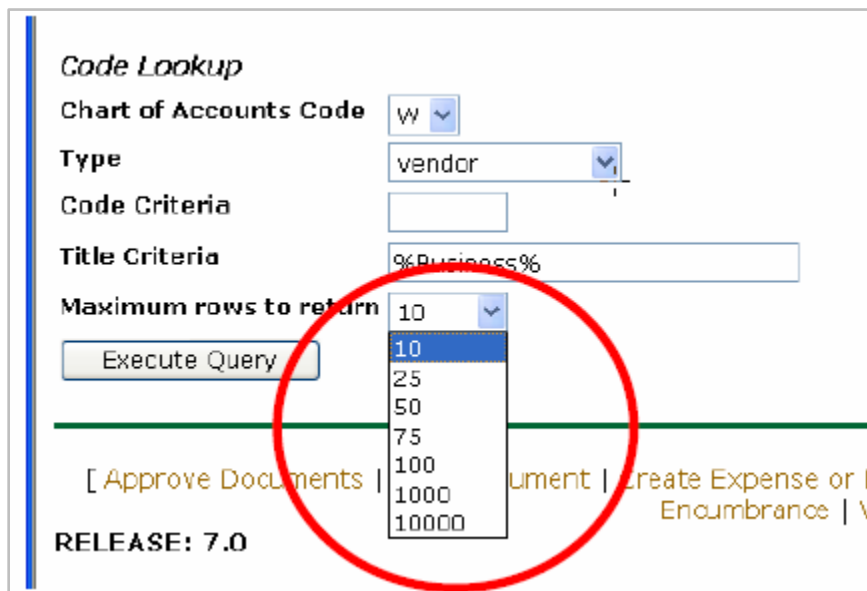 Code Lookup
Chart of Accounts Code W
Type vendor
Code Criteria
Title Criteria %Business%
Maximum rows to return 10
10
Execute Query
25
50
75
100
1000
10000
[ Approve Documents | ument | Create Expense or
Encumbrance |
RELEASE: 7.0